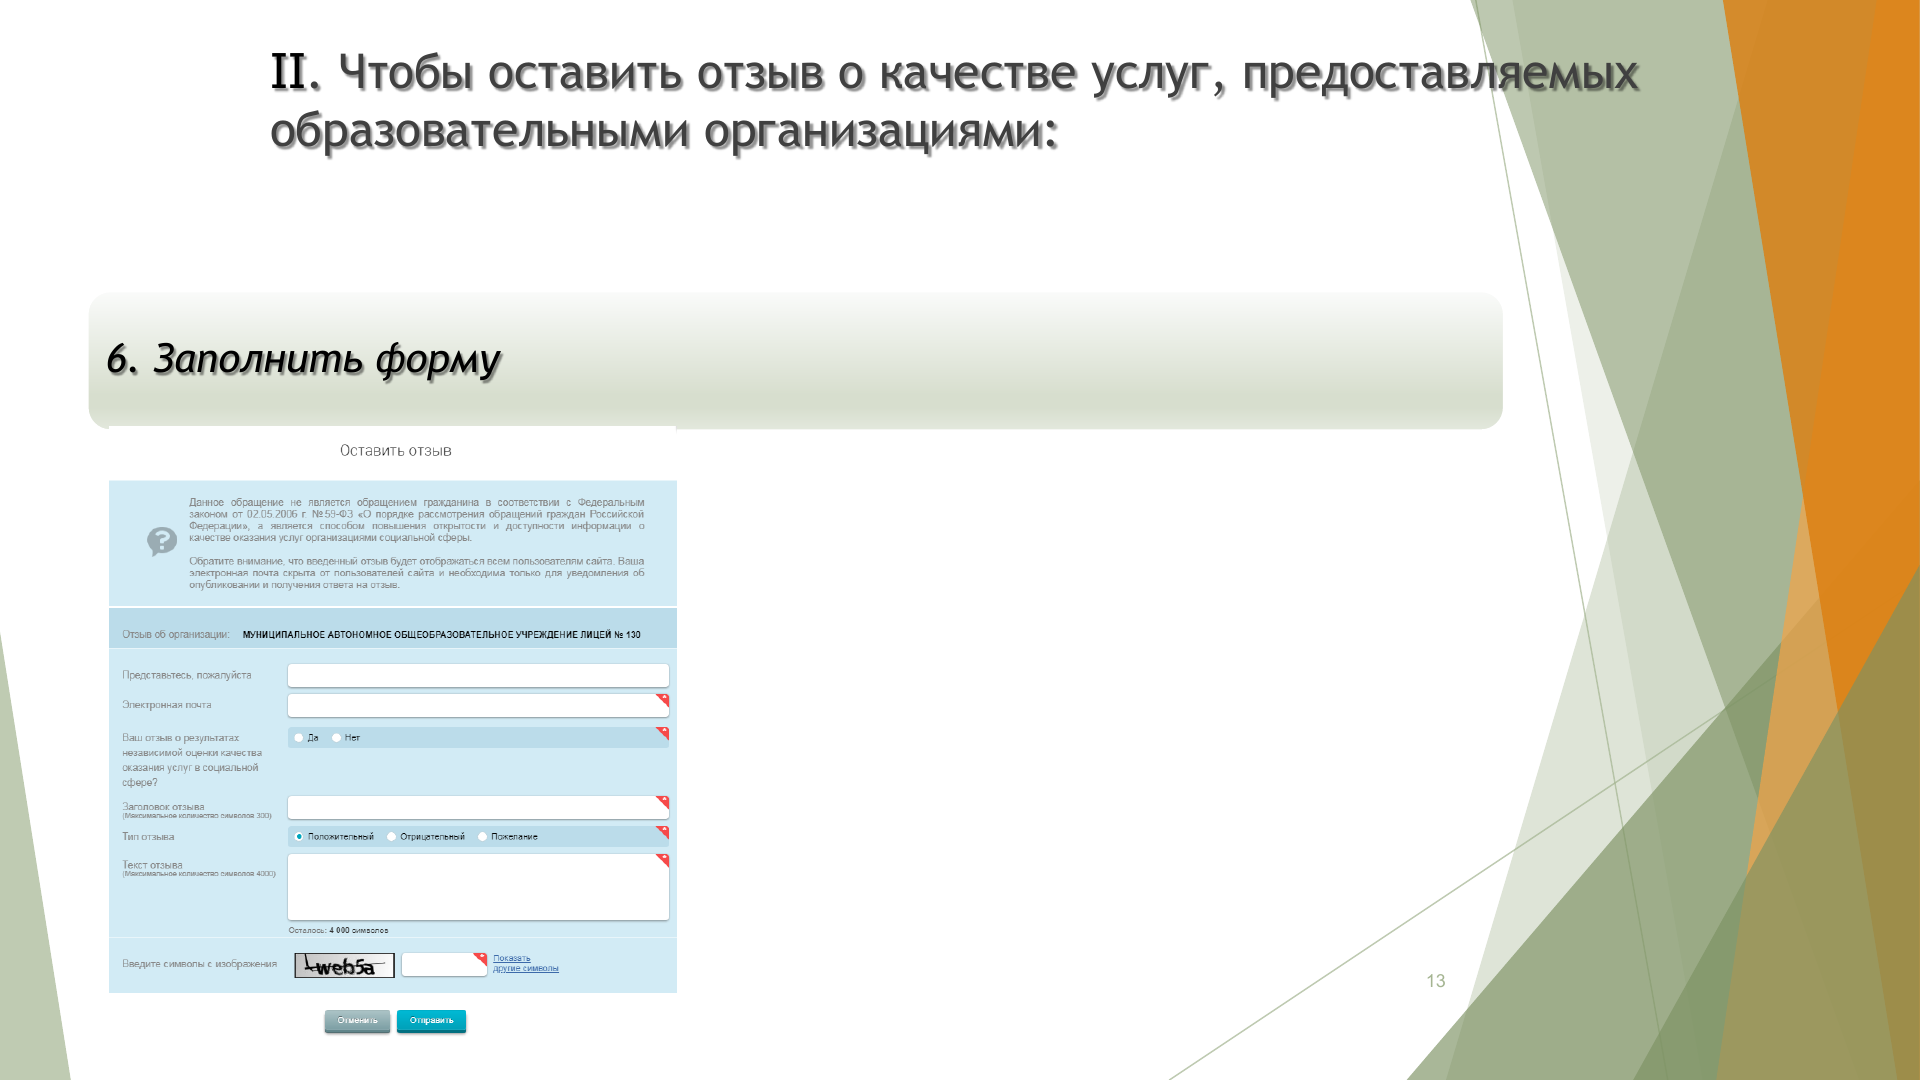 II. Чтобы оставить отзыв о качестве услуг, предоставляемых
образовательными организациями:
6. Заполнить форму
Оставить отзыв
Данное обращение не является обращением гражданина в соответствии с Федеральным
законом от 02.05.2006 г. №59-ФЗ «О порядке рассмотрения обращений граждан Российской
Федерации», а является способом повышения открытости и доступности информации о
качестве оказания услуг организациями социальной сферы.
Обратите внимание, что введенный отзыв будет отображаться всем пользователям сайта. Ваша
электронная почта скрыта от пользователей сайта и необходима только для уведомления об
опубликовании и получения ответа на отзыв.
Отзыв об организации: МУНИЦИПАЛЬНОЕ АВТОНОМНОЕ ОБЩЕОБРАЗОВАТЕЛЬНОЕ УЧРЕЖДЕНИЕ ЛИЦЕЙ № 130
Представьтесь, пожалуйста
Электронная почта
Ваш отзыв о результатах
независимой оценки качества
оказания услуг в социальной
сфере?
Да Нет
Заголовок отзыва
(Максимальное количество символов 300)
Тип отзыва
Положительный Отрицательный Пожелание
Текст отзыва
(Максимальное количество символов 4000)
Осталось: 4 000 символов
Введите символы с изображения
web5a
Показать
другие символы
Отменить Отправить
13